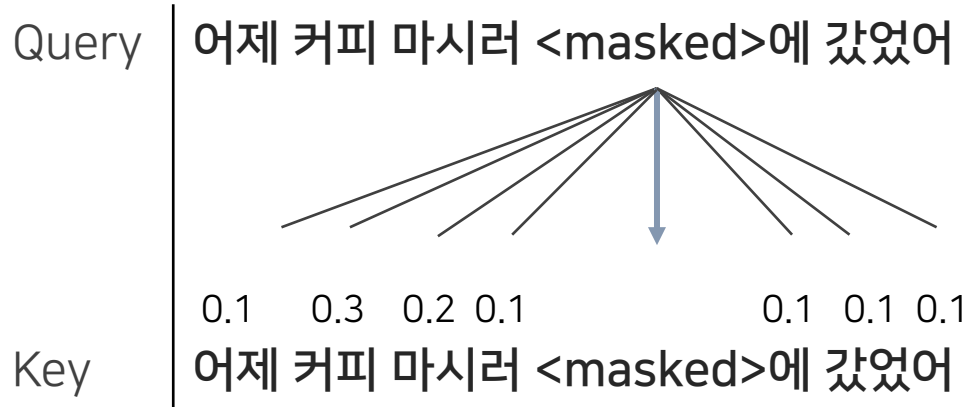 Query 어제 커피 마시러 <masked>에 갔었어
0.1 0.3 0.2 0.1 0.1 0.1 0.1
Key 어제 커피 마시러 <masked>에 갔었어